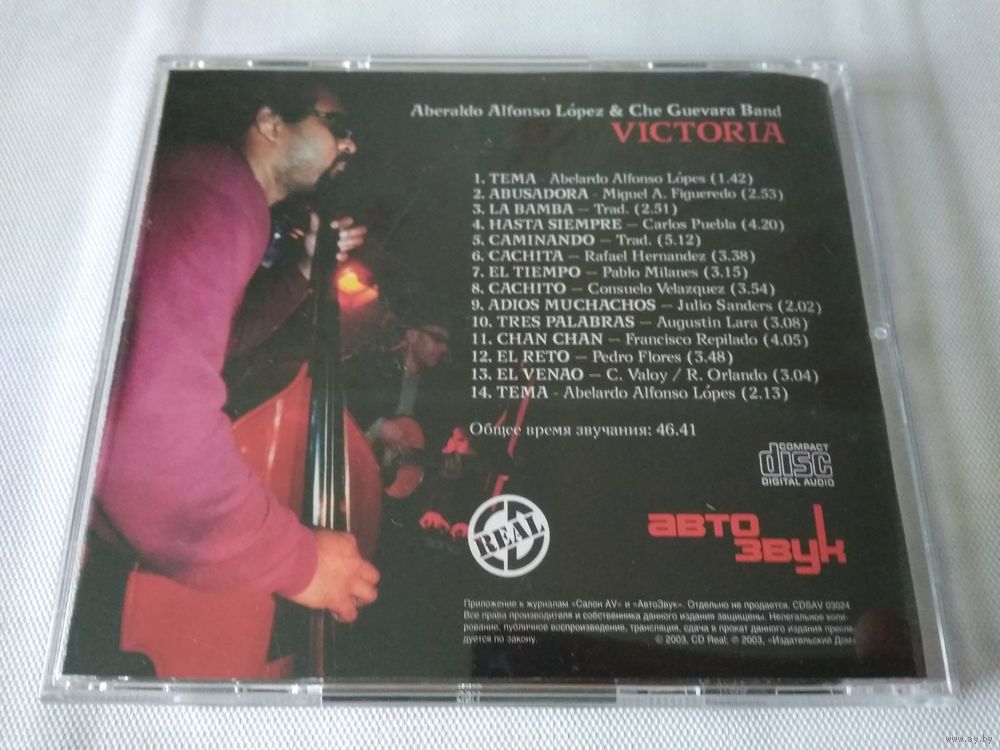 Aberaldo Alfonso López & Che Guevara Band
VICTORIA
1. TEMA - Abelardo Alfonso Lópes (1.42)
2. ABUSADORA - Miguel A. Figueredo (2.53)
3. LA BAMBA – Trad. (2.51)
4. HASTA SIEMPRE – Carlos Puebla (4.20)
5. CAMINANDO – Trad. (5.12)
6. CACHITA – Rafael Hernandez (3.38)
7. EL TIEMPO – Pablo Milanes (3.15)
8. CACHITO – Consuelo Velazquez (3.54)
9. ADIOS MUCHACHOS – Julio Sanders (2.02)
10. TRES PALABRAS – Augustin Lara (3.08)
11. CHAN CHAN – Francisco Repilado (4.05)
12. EL RETO – Pedro Flores (3.48)
13. EL VENAO – C. Valoy / R. Orlando (3.04)
14. TEMA - Abelardo Alfonso Lópes (2.13)
Общее время звучания: 46.41
COMPACT
disc
DIGITAL AUDIO
REAL
АВТО
ЗВУК
Приложение к журналам «Салон AV» и «АвтоЗвук». Отдельно не продается. CDSAV 03024
Все права производителя и собственника данного издания защищены. Нелегальное копи-
рование, публичное воспроизведение, трансляция, сдача в прокат данного издания пресле-
дуется по закону.
© 2003, CD Real, ℗ 2003, «Издательский Дом
www.ay.by